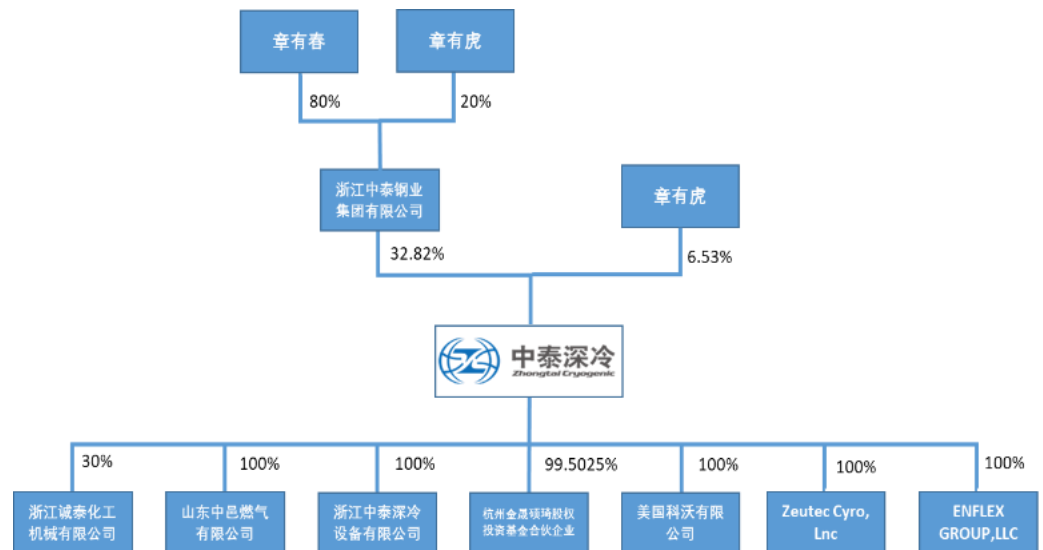 章有春
章有虎
80%
20%
浙江中泰钢业
集团有限公司
章有虎
32.82%
6.53%
中泰深冷
Zhongtai Cryogenic
30%
100%
100%
99.5025%
100%
100%
100%
浙江诚泰化工
机械有限公司
山东中邑燃气
有限公司
浙江中泰深冷
设备有限公司
杭州金晟硕琦股权
投资基金合伙企业
美国科沃有限
公司
Zeutec Cyro,
Lnc
ENFLEX
GROUP,LLC